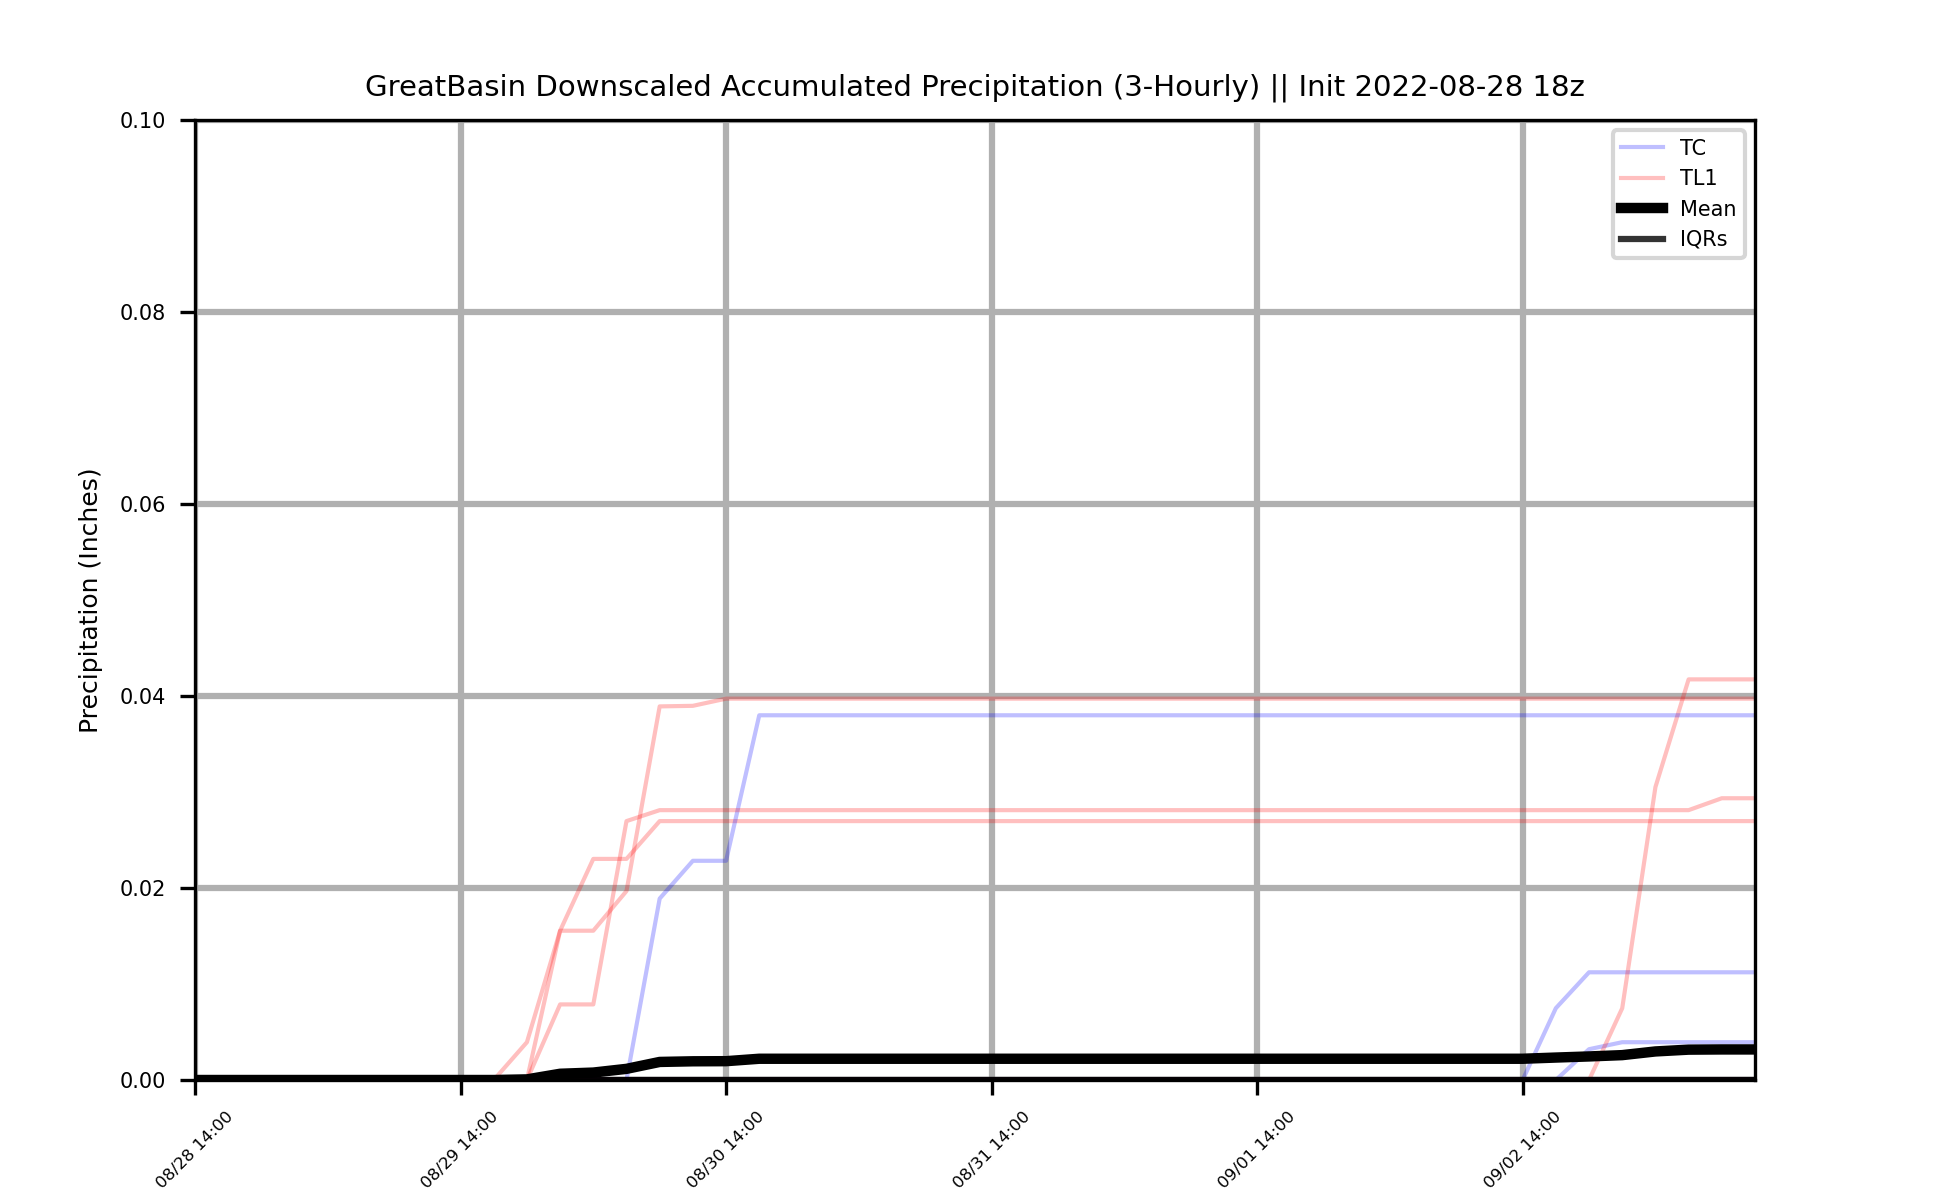 GreatBasin Downscaled Accumulated Precipitation (3-Hourly) || Init 2022-08-28 18z
TC
TL1
Mean
IQRs
Precipitation (Inches)
0.10
0.08
0.06
0.04
0.02
0.00
08/28 14:00
08/29 14:00
08/30 14:00
08/31 14:00
09/01 14:00
09/02 14:00